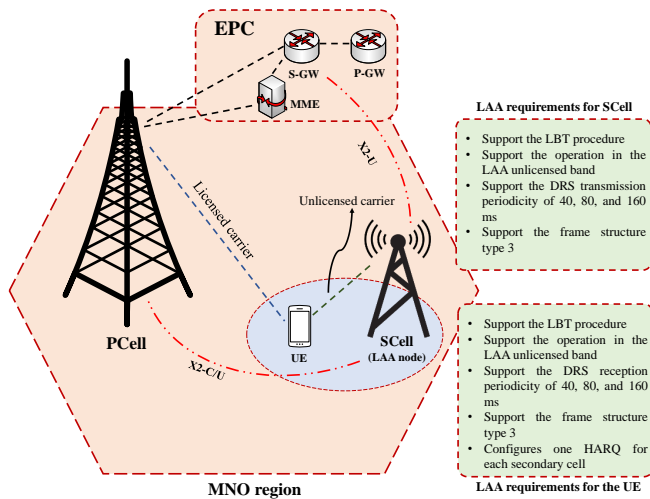 EPC
S-GW
P-GW
MME
X2-U
Licensed carrier
Unlicensed carrier
PCell
UE
SCell
(LAA node)
X2-C/U
MNO region
LAA requirements for SCell
• Support the LBT procedure
• Support the operation in the
LAA unlicensed band
• Support the DRS transmission
periodicity of 40, 80, and 160
ms
• Support the frame structure
type 3
• Support the LBT procedure
• Support the operation in the
LAA unlicensed band
• Support the DRS reception
periodicity of 40, 80, and 160
ms
• Support the frame structure
type 3
• Configures one HARQ for
each secondary cell
LAA requirements for the UE